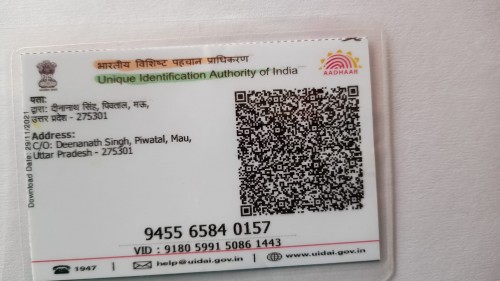 भारतीय विशिष्ट पहचान प्राधिकरण
Unique Identification Authority of India
AADHAAR
पता:
द्वारा: दीनानाथ सिंह, पिवताल, मऊ,
उत्तर प्रदेश - 275301
Address:
C/O: Deenanath Singh, Piwatal, Mau,
Uttar Pradesh - 275301
Download Date: 29/11/2021
9455 6584 0157
VID : 9180 5991 5086 1443
1947 | help@uidai.gov.in | www.uidai.gov.in